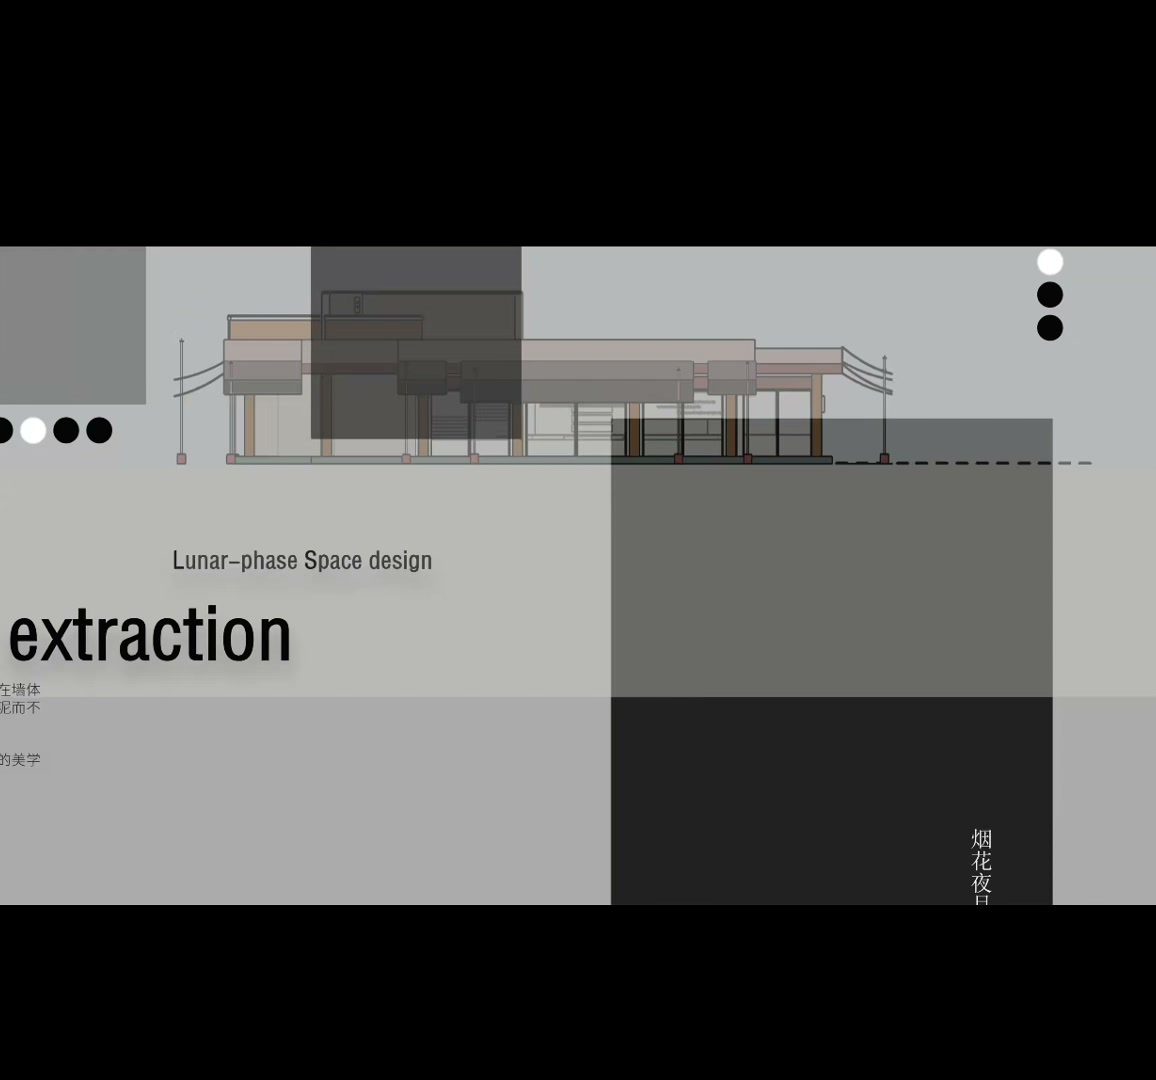 Lunar-phase Space design
extraction
在墙体
泥而不
的美学
烟花夜